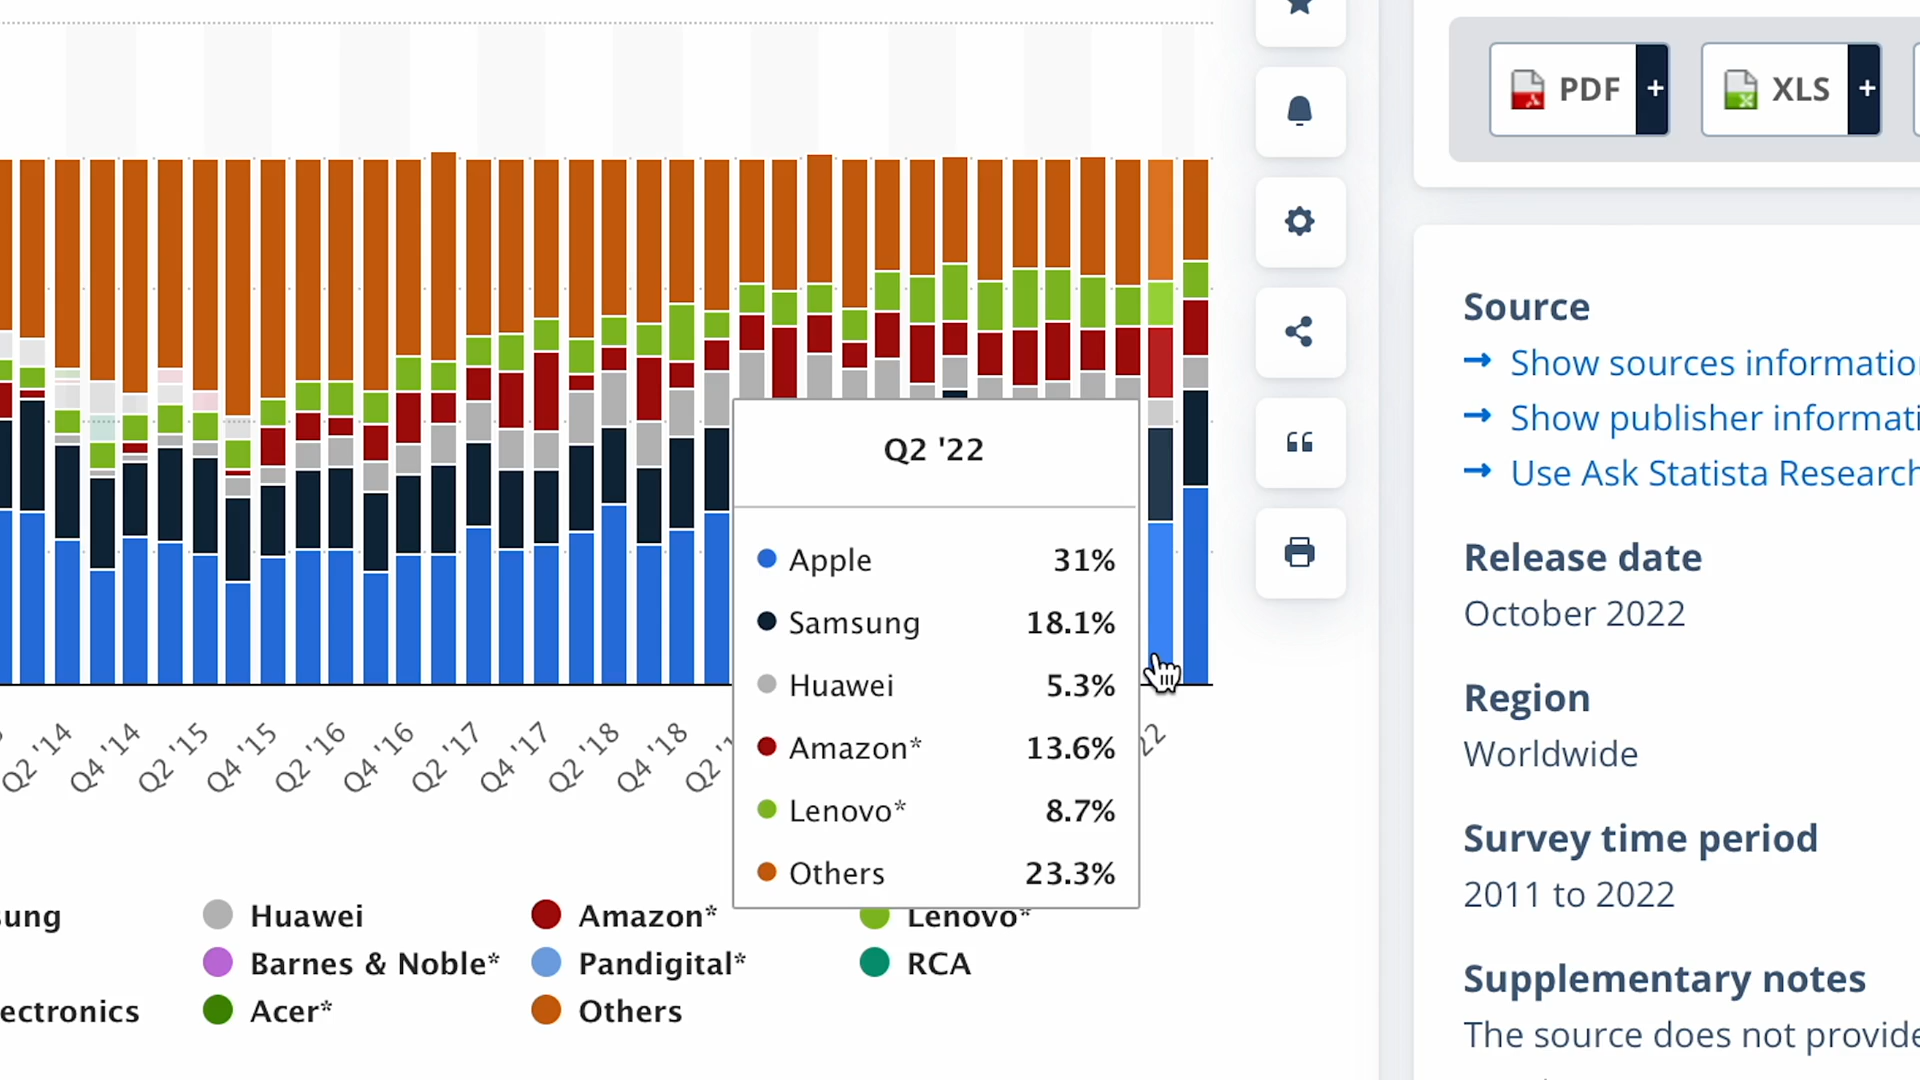 PDF +
XLS +
Q2 '22
Apple 31%
Samsung 18.1%
Huawei 5.3%
Amazon* 13.6%
Lenovo* 8.7%
Others 23.3%
Q2 '14
Q4 '14
Q2 '15
Q4 '15
Q2 '16
Q4 '16
Q2 '17
Q4 '17
Q2 '18
Q4 '18
Q2 '1
22
sung
Huawei
Amazon*
Lenovo*
Barnes & Noble*
Pandigital*
RCA
ectronics
Acer*
Others
Source
→ Show sources informatio
→ Show publisher informati
→ Use Ask Statista Research
Release date
October 2022
Region
Worldwide
Survey time period
2011 to 2022
Supplementary notes
The source does not provide